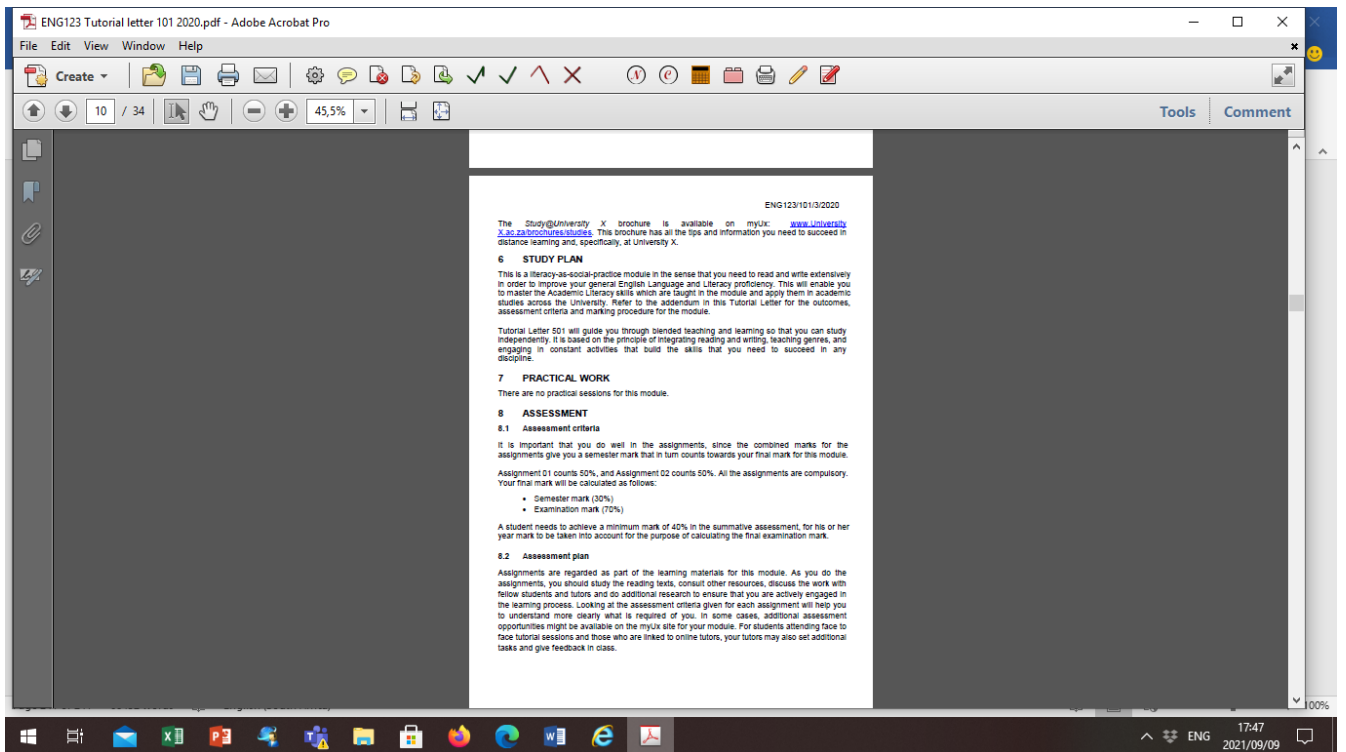 ENG123 Tutorial letter 101 2020.pdf - Adobe Acrobat Pro
File Edit View Window Help
Create
10 / 34 45,5% Tools Comment
ENG123/101/3/2020
The Study@University X brochure is available on myUx: www.University
X.ac.za/brochures/studies. This brochure has all the tips and information you need to succeed in
distance learning and, specifically, at University X.
6 STUDY PLAN
This is a literacy-as-social-practice module in the sense that you need to read and write extensively
in order to improve your general English Language and Literacy proficiency. This will enable you
to master the Academic Literacy skills which are taught in the module and apply them in academic
studies across the University. Refer to the addendum in this Tutorial Letter for the outcomes,
assessment criteria and marking procedure for the module.
Tutorial Letter 501 will guide you through blended teaching and learning so that you can study
independently. It is based on the principle of integrating reading and writing, teaching genres, and
engaging in constant activities that build the skills that you need to succeed in any
discipline.
7 PRACTICAL WORK
There are no practical sessions for this module.
8 ASSESSMENT
8.1 Assessment criteria
It is important that you do well in the assignments, since the combined marks for the
assignments give you a semester mark that in turn counts towards your final mark for this module.
Assignment 01 counts 50%, and Assignment 02 counts 50%. All the assignments are compulsory.
Your final mark will be calculated as follows:
• Semester mark (30%)
• Examination mark (70%)
A student needs to achieve a minimum mark of 40% in the summative assessment, for his or her
year mark to be taken into account for the purpose of calculating the final examination mark.
8.2 Assessment plan
Assignments are regarded as part of the learning materials for this module. As you do the
assignments, you should study the reading texts, consult other resources, discuss the work with
fellow students and tutors and do additional research to ensure that you are actively engaged in
the learning process. Looking at the assessment criteria given for each assignment will help you
to understand more clearly what is required of you. In some cases, additional assessment
opportunities might be available on the myUx site for your module. For students attending face to
face tutorial sessions and those who are linked to online tutors, your tutors may also set additional
tasks and give feedback in class.
100%
ENG
17:47
2021/09/09